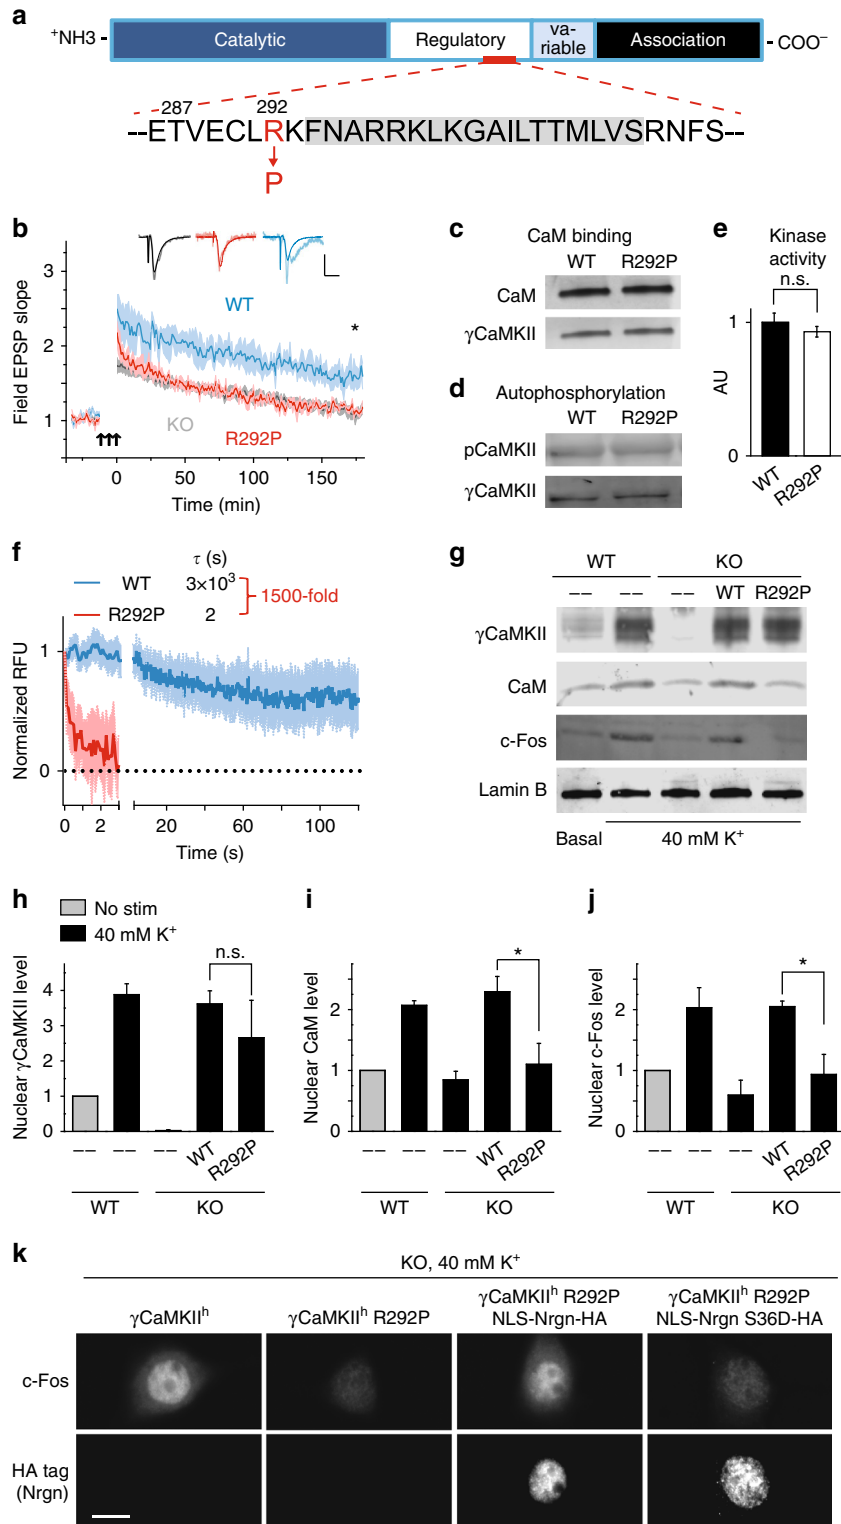 a
⁺NH3 - Catalytic Regulatory va-riable Association - COO⁻
287 292
--ETVECLRKFNARRKLKGAILTTMLVSRNFS--
P
b
Field EPSP slope
3
2
1
WT
*
KO
R292P
0 50 100 150
Time (min)
c
CaM binding
WT R292P
CaM
γCaMKII
d
Autophosphorylation
WT R292P
pCaMKII
γCaMKII
e
Kinase activity
n.s.
AU
1
0
WT R292P
f
τ (s)
WT 3×10³
R292P 2
1500-fold
Normalized RFU
1
0
0 2 20 60 100
Time (s)
g
WT KO
-- -- -- WT R292P
γCaMKII
CaM
c-Fos
Lamin B
Basal 40 mM K⁺
h
No stim
40 mM K⁺
n.s.
Nuclear γCaMKII level
4
3
2
1
0
-- -- -- WT R292P
WT KO
i
*
Nuclear CaM level
2
1
0
-- -- -- WT R292P
WT KO
j
*
Nuclear c-Fos level
2
1
0
-- -- -- WT R292P
WT KO
k
KO, 40 mM K⁺
γCaMKIIʰ
γCaMKIIʰ R292P
γCaMKIIʰ R292P
NLS-Nrgn-HA
γCaMKIIʰ R292P
NLS-Nrgn S36D-HA
c-Fos
HA tag
(Nrgn)